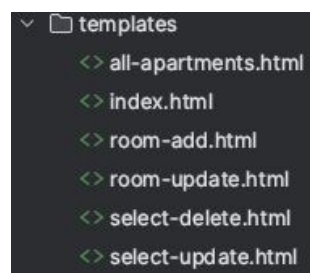 templates
<> all-apartments.html
<> index.html
<> room-add.html
<> room-update.html
<> select-delete.html
<> select-update.html